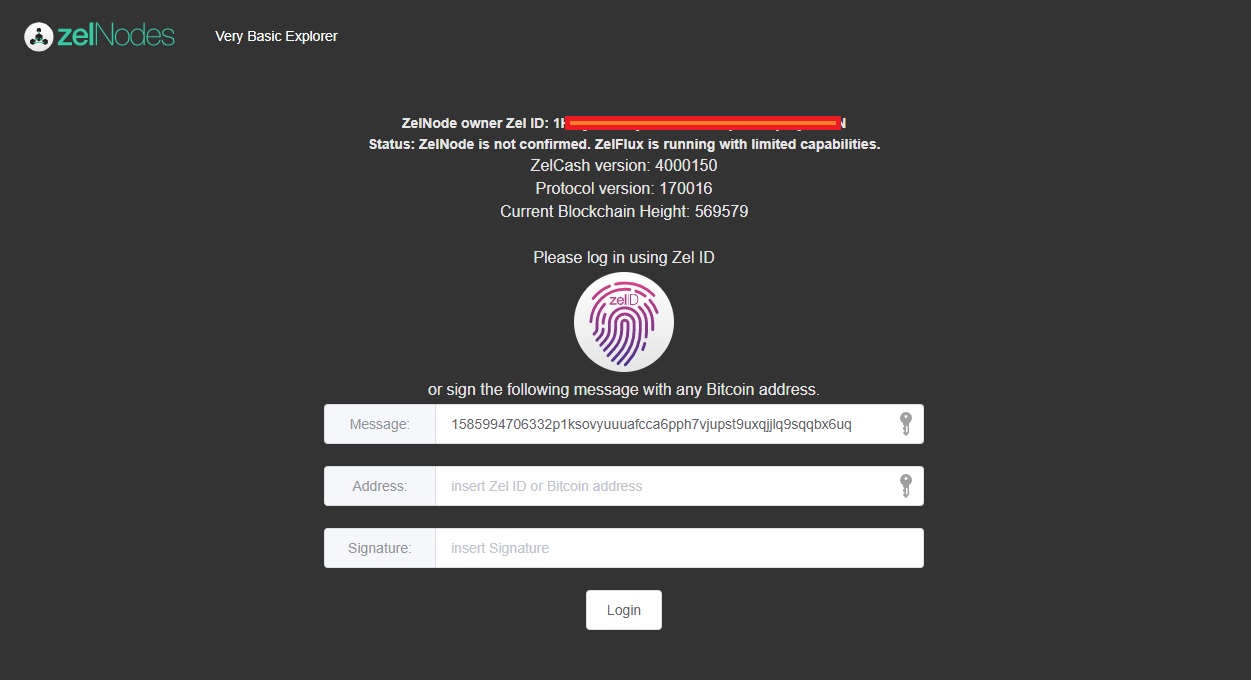 zelNodes
Very Basic Explorer
ZelNode owner Zel ID:
Status: ZelNode is not confirmed. ZelFlux is running with limited capabilities.
ZelCash version: 4000150
Protocol version: 170016
Current Blockchain Height: 569579
Please log in using Zel ID
zelID
or sign the following message with any Bitcoin address.
Message: 1585994706332p1ksovyuuuafcca6pph7vjupst9uxqjjlq9sqqbx6uq
Address: insert Zel ID or Bitcoin address
Signature: insert Signature
Login